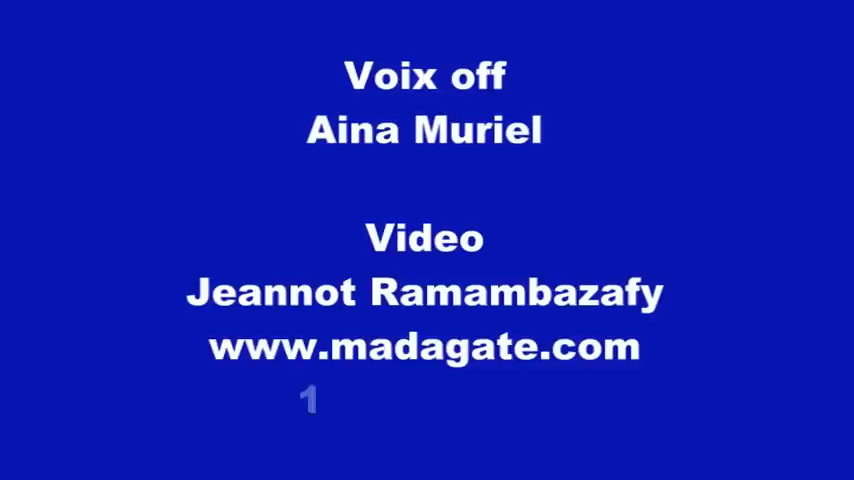 Voix off
Aina Muriel
Video
Jeannot Ramambazafy
www.madagate.com
1